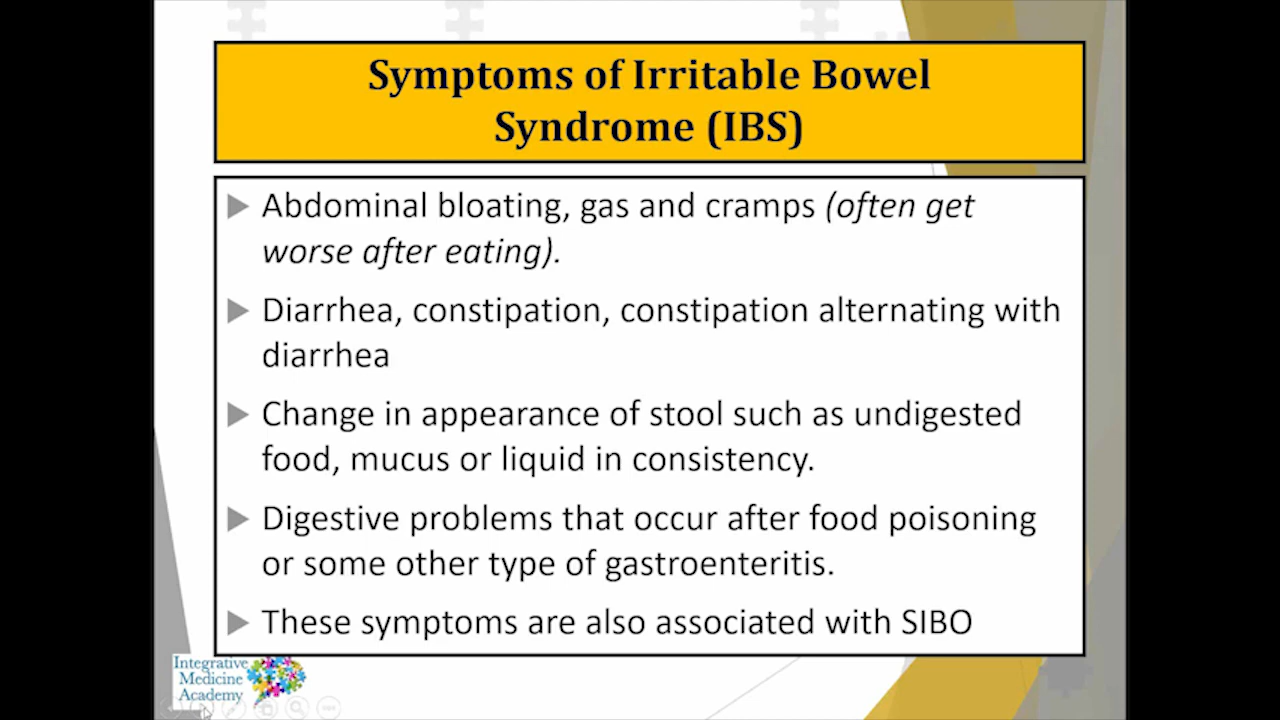 Symptoms of Irritable Bowel
Syndrome (IBS)
Abdominal bloating, gas and cramps (often get
worse after eating).
Diarrhea, constipation, constipation alternating with
diarrhea
Change in appearance of stool such as undigested
food, mucus or liquid in consistency.
Digestive problems that occur after food poisoning
or some other type of gastroenteritis.
These symptoms are also associated with SIBO
Integrative
Medicine
Academy